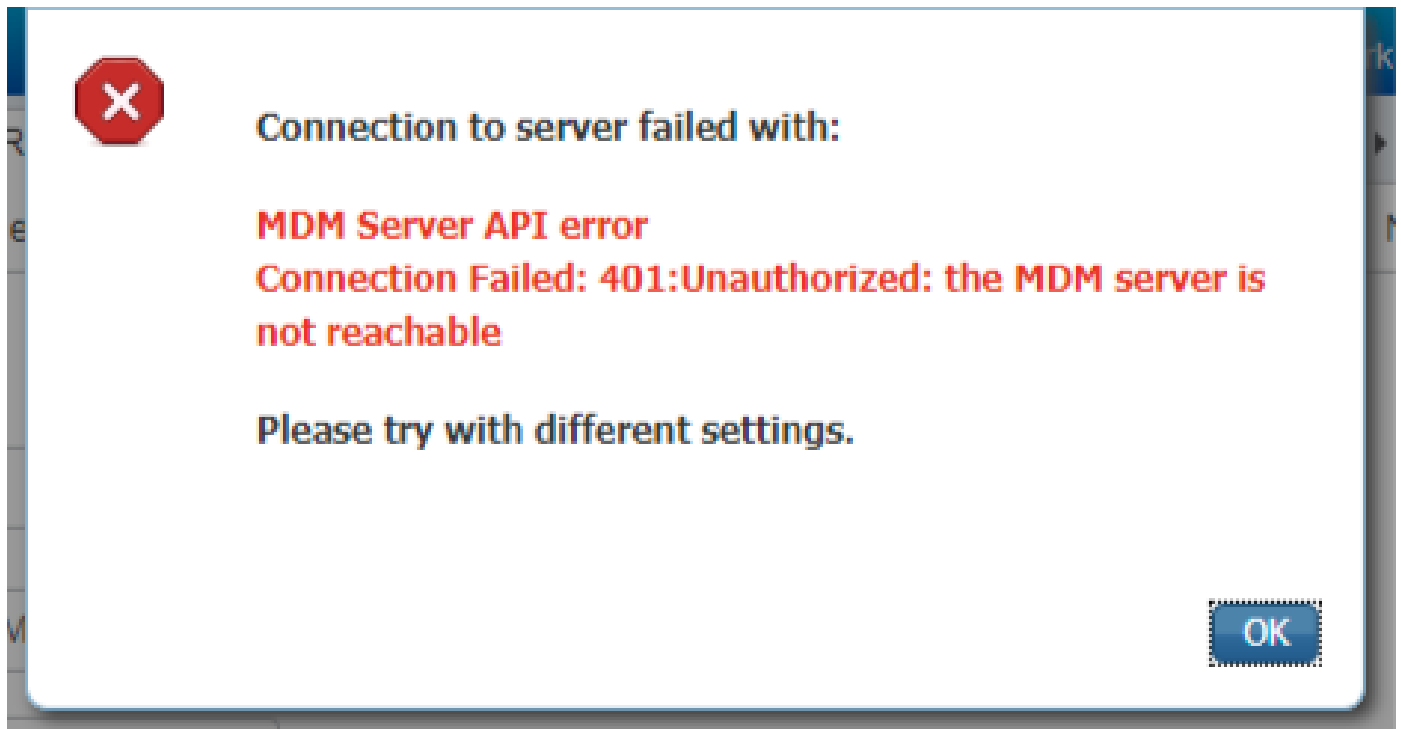 Connection to server failed with:
MDM Server API error
Connection Failed: 401:Unauthorized: the MDM server is
not reachable
Please try with different settings.
OK